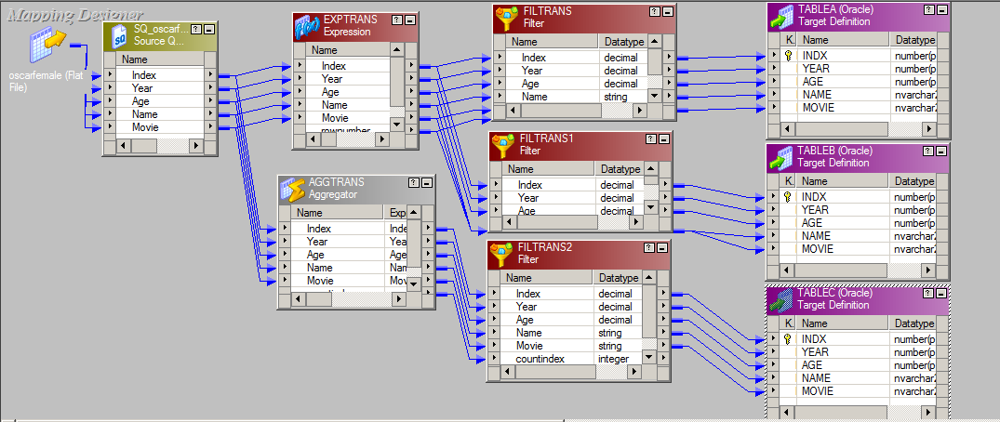 Mapping Designer
oscarfemale (Flat
File)
SQ_oscarf...
Source Q...
Name
Index
Year
Age
Name
Movie
EXPTRANS
Expression
Name
Index
Year
Age
Name
Movie
rownumber
AGGTRANS
Aggregator
Name Exp
Index Inde
Year Yea
Age Age
Name Nam
Movie Mov
FILTRANS
Filter
Name Datatype
Index decimal
Year decimal
Age decimal
Name string
FILTRANS1
Filter
Name Datatype
Index decimal
Year decimal
Age decimal
FILTRANS2
Filter
Name Datatype
Index decimal
Year decimal
Age decimal
Name string
Movie string
countindex integer
TABLEA (Oracle)
Target Definition
K. Name Datatype
INDX number(p
YEAR number(p
AGE number(p
NAME nvarchar2
MOVIE nvarchar2
TABLEB (Oracle)
Target Definition
K. Name Datatype
INDX number(p
YEAR number(p
AGE number(p
NAME nvarchar2
MOVIE nvarchar2
TABLEC (Oracle)
Target Definition
K. Name Datatype
INDX number(p
YEAR number(p
AGE number(p
NAME nvarchar2
MOVIE nvarchar2